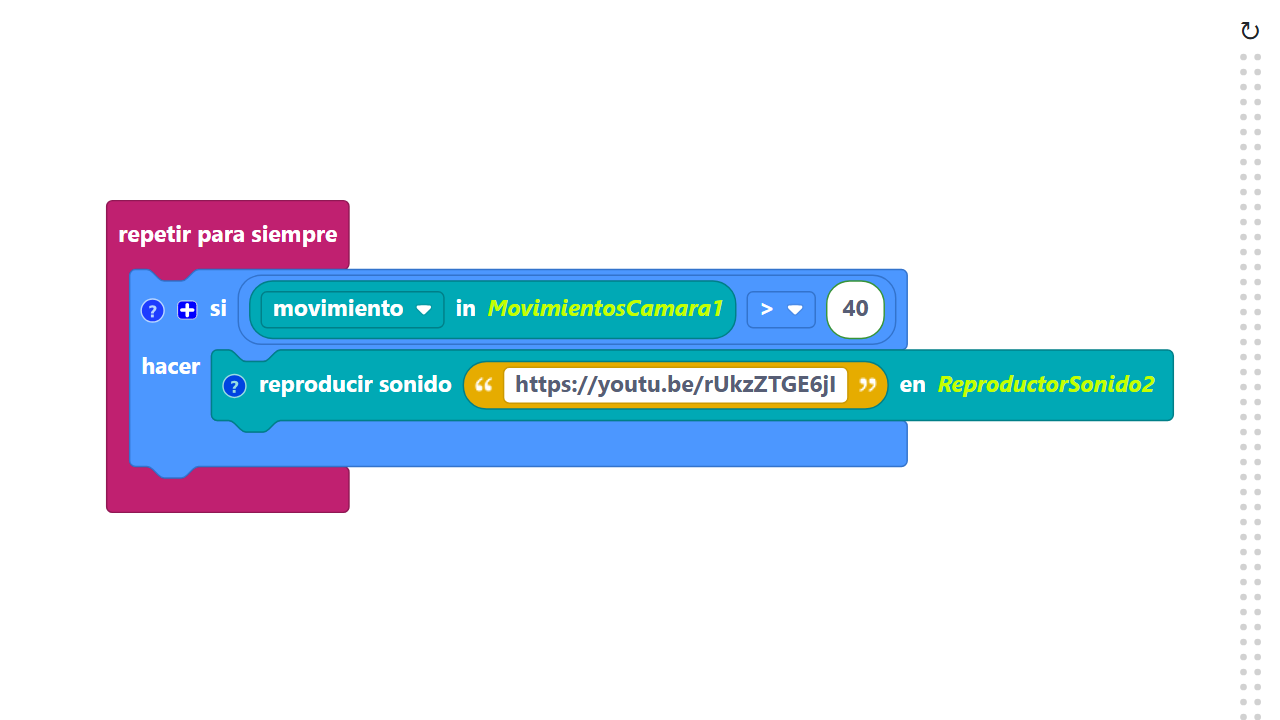 repetir para siempre
? + si movimiento in MovimientosCamara1 > 40
hacer
? reproducir sonido “ https://youtu.be/rUkzZTGE6jI ” en ReproductorSonido2